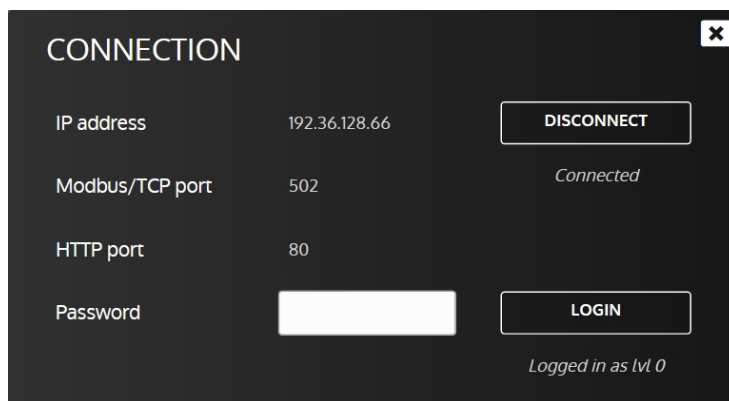 CONNECTION
IP address 192.36.128.66 DISCONNECT
Connected
Modbus/TCP port 502
HTTP port 80
Password LOGIN
Logged in as lvl 0